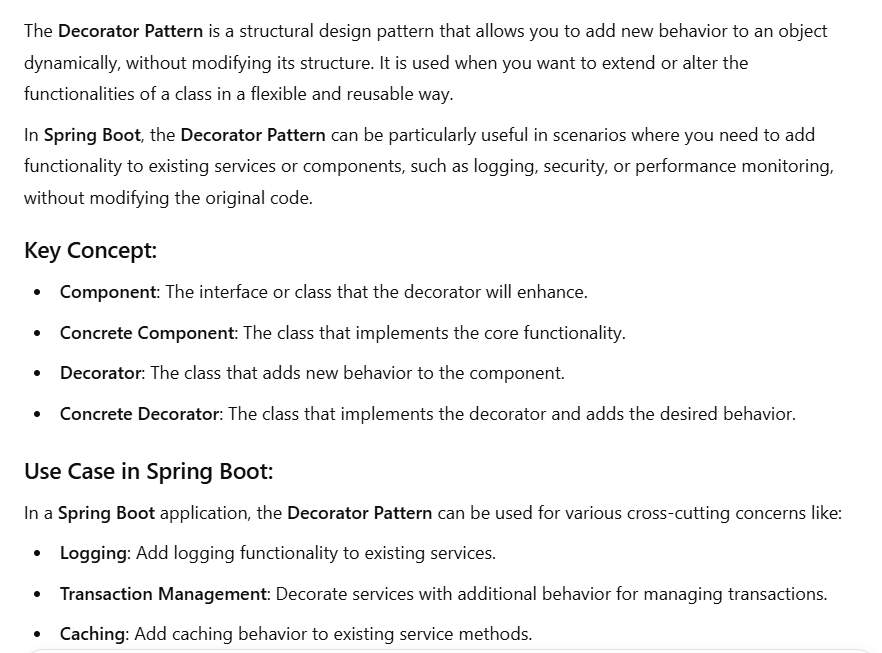 The Decorator Pattern is a structural design pattern that allows you to add new behavior to an object
dynamically, without modifying its structure. It is used when you want to extend or alter the
functionalities of a class in a flexible and reusable way.
In Spring Boot, the Decorator Pattern can be particularly useful in scenarios where you need to add
functionality to existing services or components, such as logging, security, or performance monitoring,
without modifying the original code.
Key Concept:
• Component: The interface or class that the decorator will enhance.
• Concrete Component: The class that implements the core functionality.
• Decorator: The class that adds new behavior to the component.
• Concrete Decorator: The class that implements the decorator and adds the desired behavior.
Use Case in Spring Boot:
In a Spring Boot application, the Decorator Pattern can be used for various cross-cutting concerns like:
• Logging: Add logging functionality to existing services.
• Transaction Management: Decorate services with additional behavior for managing transactions.
• Caching: Add caching behavior to existing service methods.